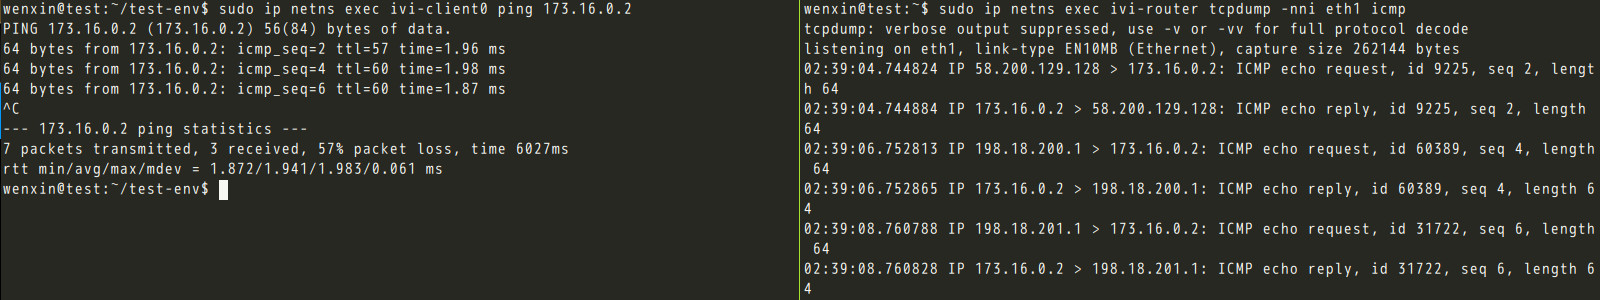 wenxin@test:~/test-env$ sudo ip netns exec ivi-client0 ping 173.16.0.2
PING 173.16.0.2 (173.16.0.2) 56(84) bytes of data.
64 bytes from 173.16.0.2: icmp_seq=2 ttl=57 time=1.96 ms
64 bytes from 173.16.0.2: icmp_seq=4 ttl=60 time=1.98 ms
64 bytes from 173.16.0.2: icmp_seq=6 ttl=60 time=1.87 ms
^C
--- 173.16.0.2 ping statistics ---
7 packets transmitted, 3 received, 57% packet loss, time 6027ms
rtt min/avg/max/mdev = 1.872/1.941/1.983/0.061 ms
wenxin@test:~/test-env$
wenxin@test:~$ sudo ip netns exec ivi-router tcpdump -nni eth1 icmp
tcpdump: verbose output suppressed, use -v or -vv for full protocol decode
listening on eth1, link-type EN10MB (Ethernet), capture size 262144 bytes
02:39:04.744824 IP 58.200.129.128 > 173.16.0.2: ICMP echo request, id 9225, seq 2, lengt
h 64
02:39:04.744884 IP 173.16.0.2 > 58.200.129.128: ICMP echo reply, id 9225, seq 2, length
64
02:39:06.752813 IP 198.18.200.1 > 173.16.0.2: ICMP echo request, id 60389, seq 4, length
64
02:39:06.752865 IP 173.16.0.2 > 198.18.200.1: ICMP echo reply, id 60389, seq 4, length 6
4
02:39:08.760788 IP 198.18.201.1 > 173.16.0.2: ICMP echo request, id 31722, seq 6, length
64
02:39:08.760828 IP 173.16.0.2 > 198.18.201.1: ICMP echo reply, id 31722, seq 6, length 6
4